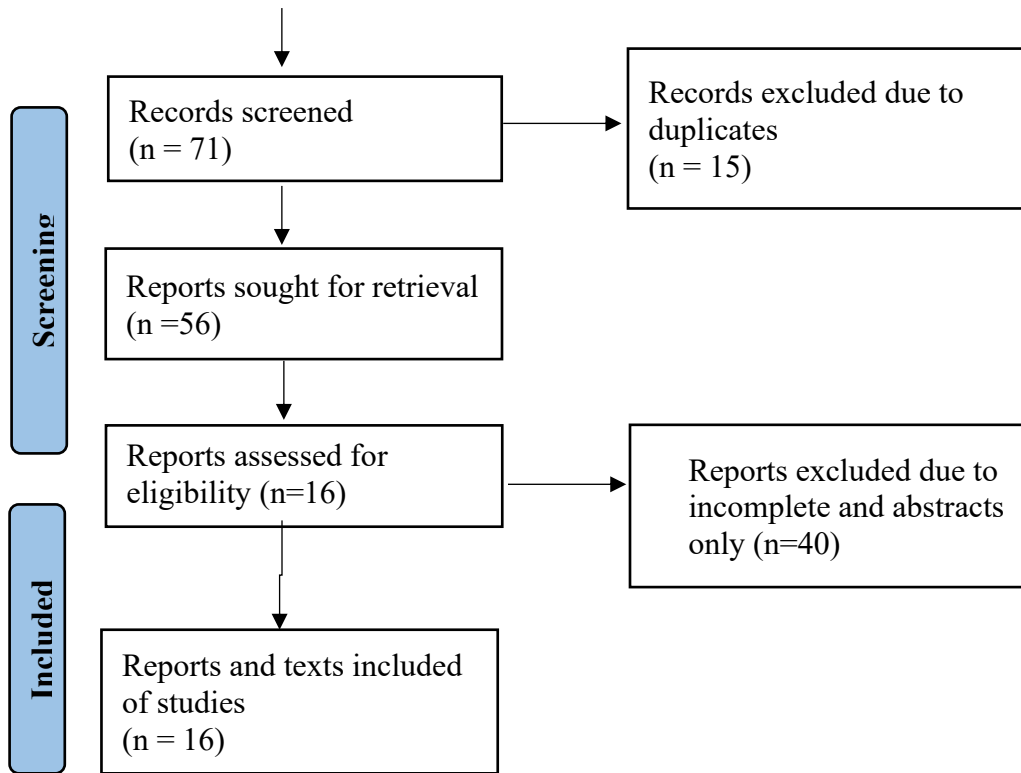 Screening
Records screened
(n = 71)
Records excluded due to
duplicates
(n = 15)
Reports sought for retrieval
(n =56)
Reports assessed for
eligibility (n=16)
Reports excluded due to
incomplete and abstracts
only (n=40)
Included
Reports and texts included
of studies
(n = 16)